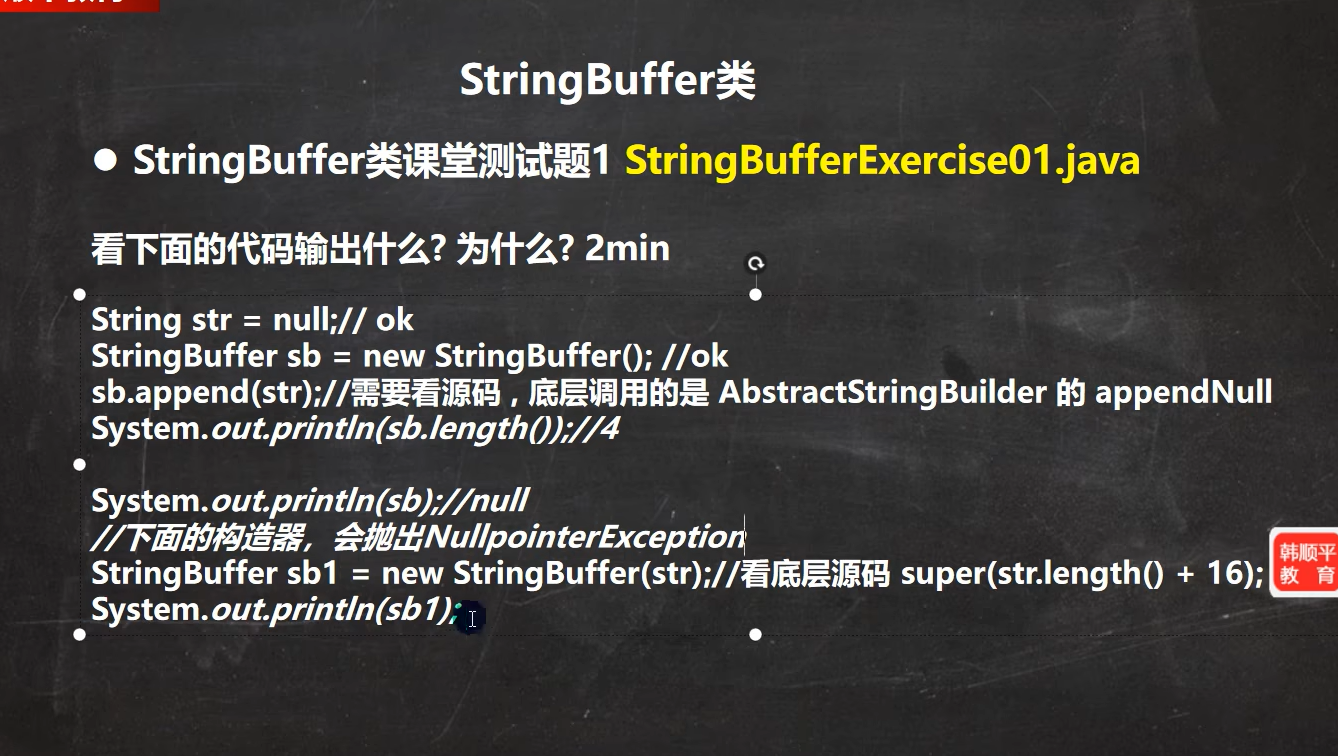 StringBuffer类
● StringBuffer类课堂测试题1 StringBufferExercise01.java
看下面的代码输出什么? 为什么? 2min
String str = null;// ok
StringBuffer sb = new StringBuffer(); //ok
sb.append(str);//需要看源码，底层调用的是 AbstractStringBuilder 的 appendNull
System.out.println(sb.length());//4
System.out.println(sb);//null
//下面的构造器，会抛出NullpointerException
StringBuffer sb1 = new StringBuffer(str);//看底层源码 super(str.length() + 16);
System.out.println(sb1);
韩顺平
教 育